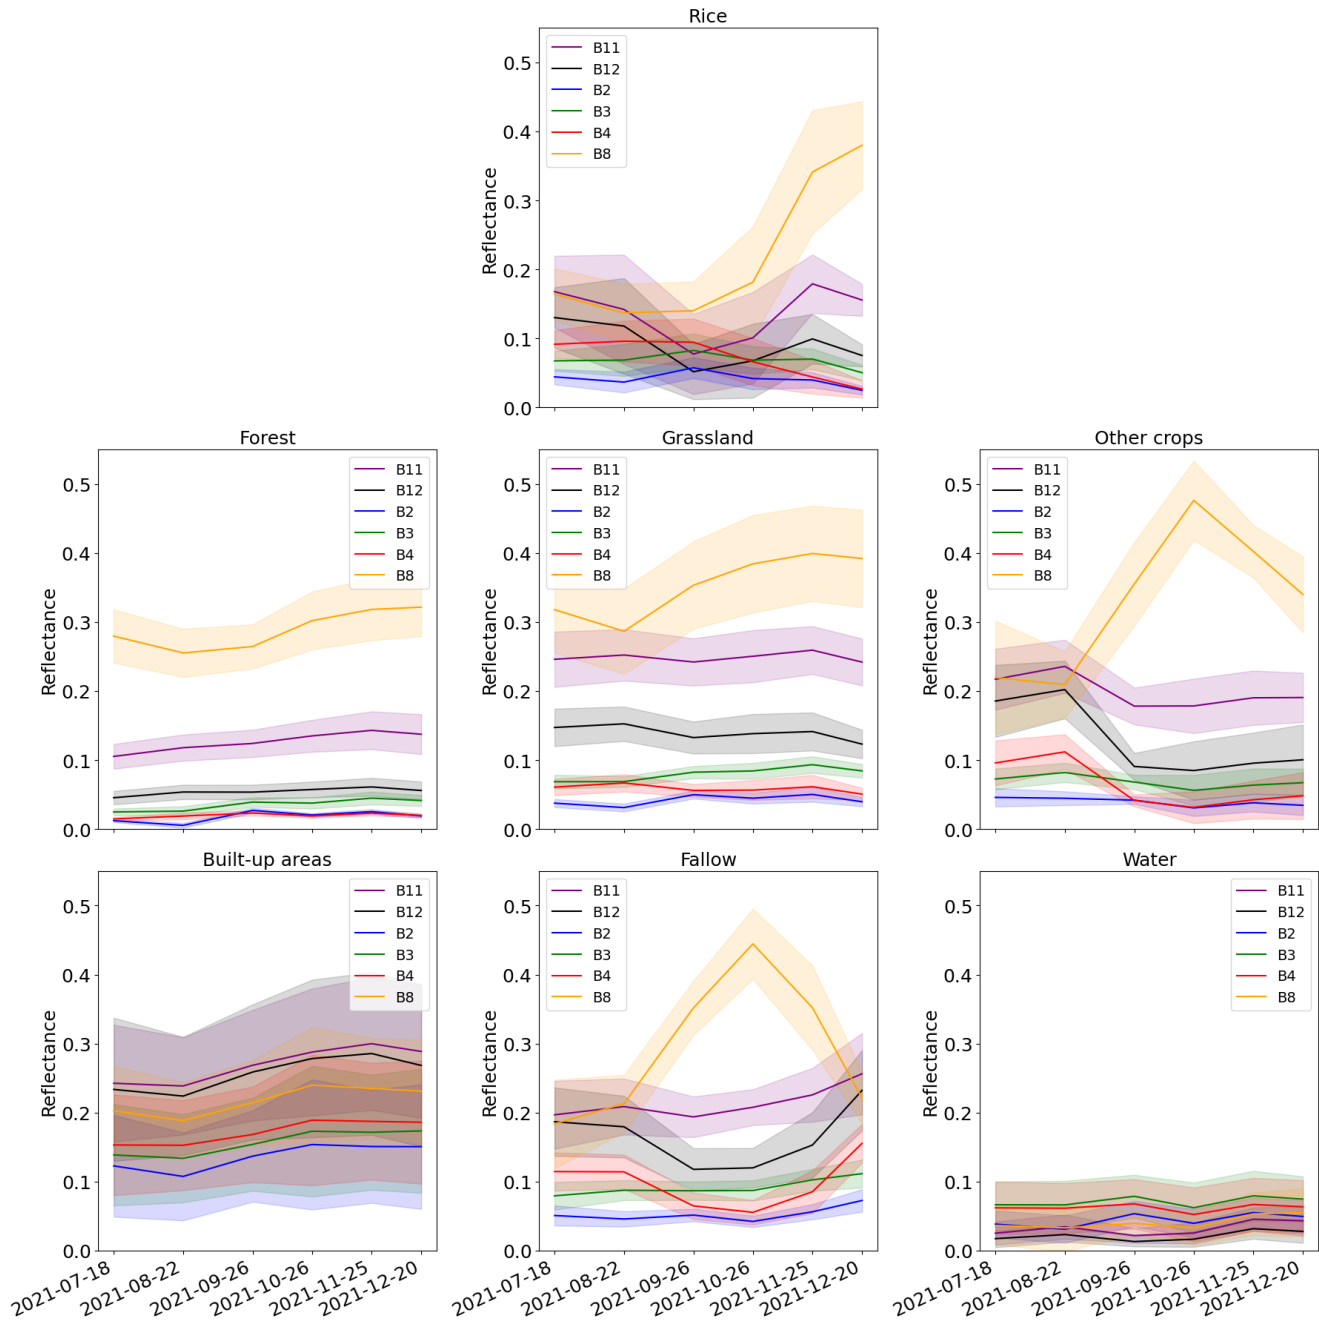 Rice
Reflectance
0.5
0.4
0.3
0.2
0.1
0.0
B11
B12
B2
B3
B4
B8
Forest
Reflectance
0.5
0.4
0.3
0.2
0.1
0.0
B11
B12
B2
B3
B4
B8
Grassland
Reflectance
0.5
0.4
0.3
0.2
0.1
0.0
B11
B12
B2
B3
B4
B8
Other crops
Reflectance
0.5
0.4
0.3
0.2
0.1
0.0
B11
B12
B2
B3
B4
B8
Built-up areas
Reflectance
0.5
0.4
0.3
0.2
0.1
0.0
B11
B12
B2
B3
B4
B8
2021-07-18
2021-08-22
2021-09-26
2021-10-26
2021-11-25
2021-12-20
Fallow
Reflectance
0.5
0.4
0.3
0.2
0.1
0.0
B11
B12
B2
B3
B4
B8
2021-07-18
2021-08-22
2021-09-26
2021-10-26
2021-11-25
2021-12-20
Water
Reflectance
0.5
0.4
0.3
0.2
0.1
0.0
B11
B12
B2
B3
B4
B8
2021-07-18
2021-08-22
2021-09-26
2021-10-26
2021-11-25
2021-12-20